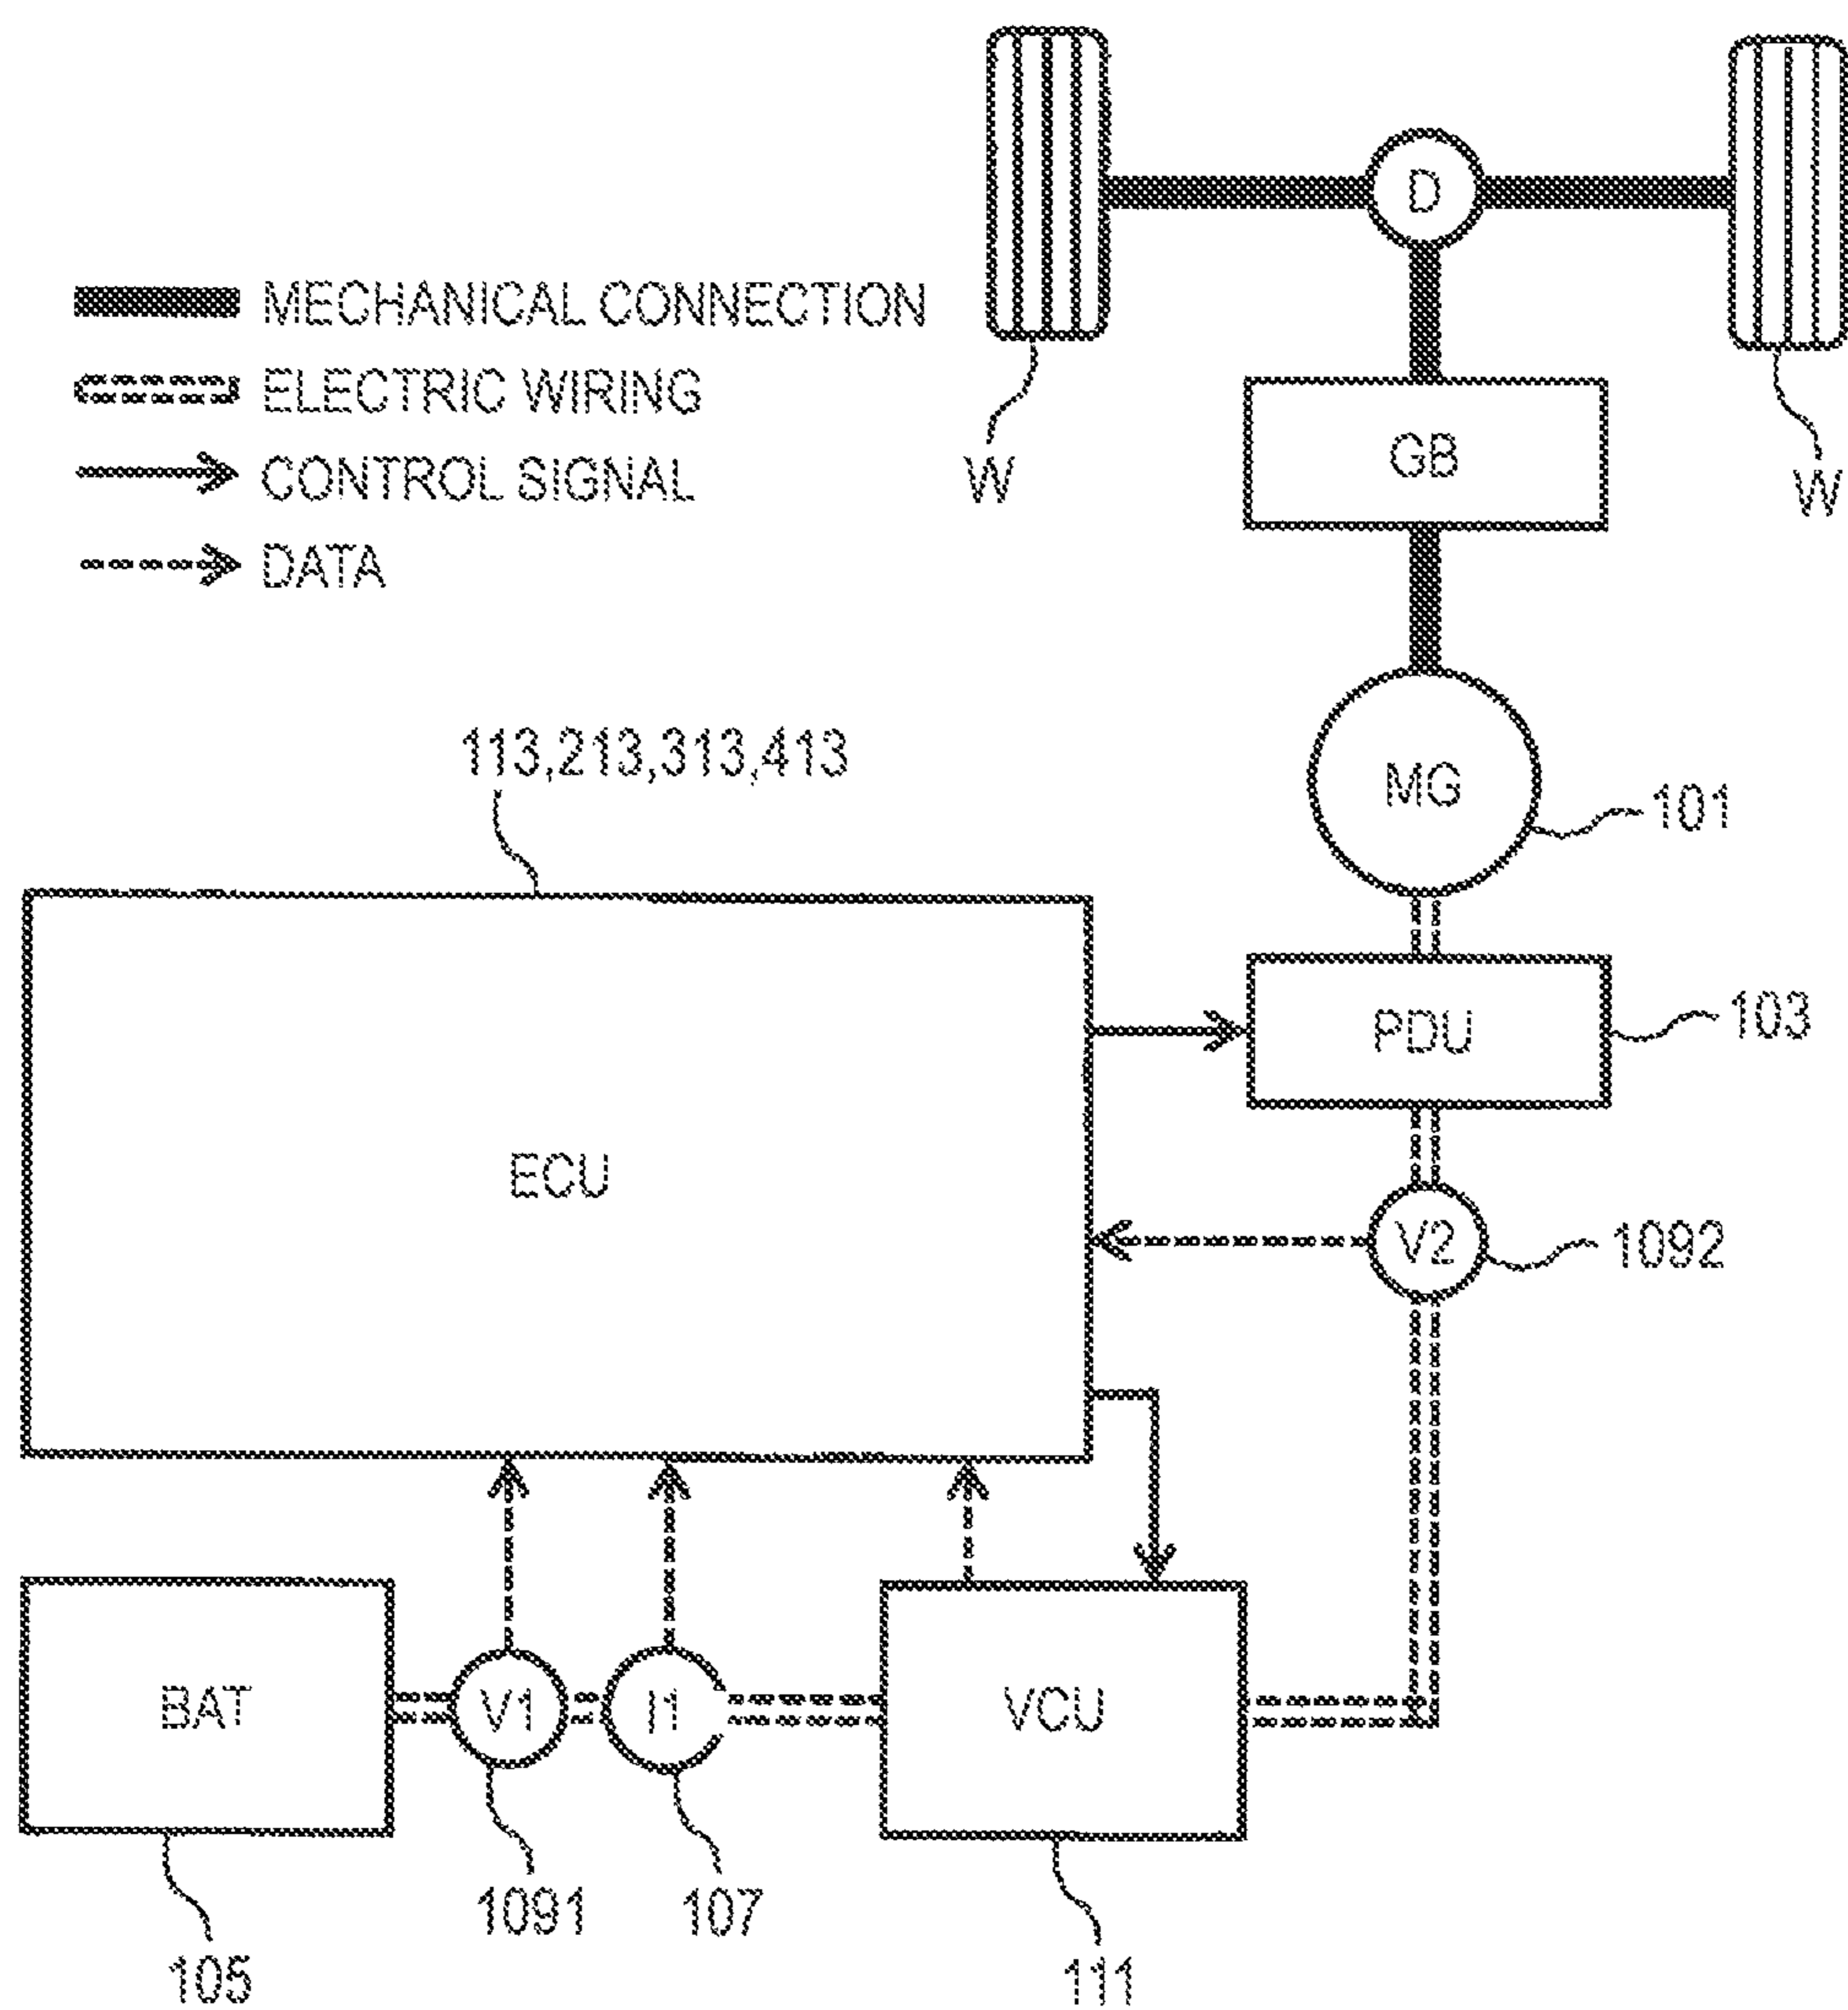 D
MECHANICAL CONNECTION
ELECTRIC WIRING
CONTROL SIGNAL
DATA
W
GB
W
113,213,313,413
MG
101
PDU
103
ECU
V2
1092
BAT
V1
I1
VCU
1091
107
105
111